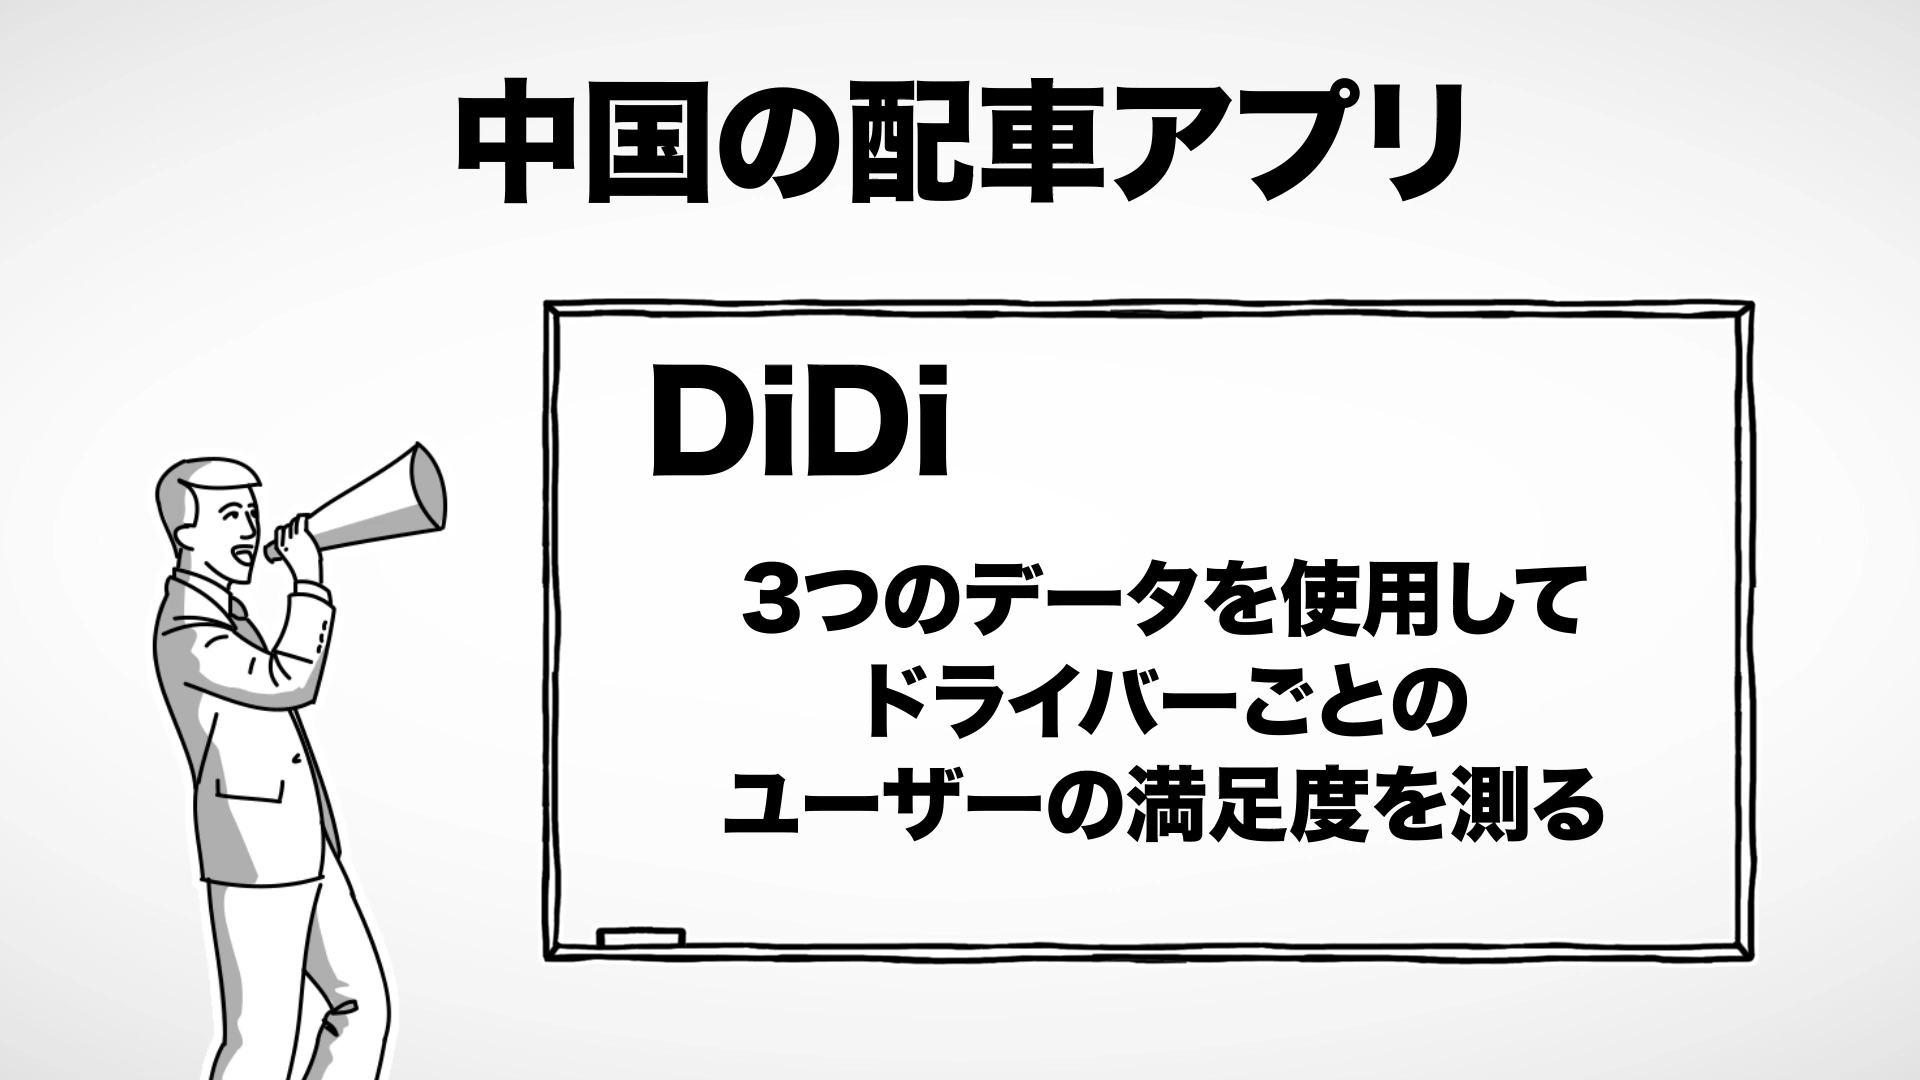 中国の配車アプリ
DiDi
3つのデータを使用して
ドライバーごとの
ユーザーの満足度を測る